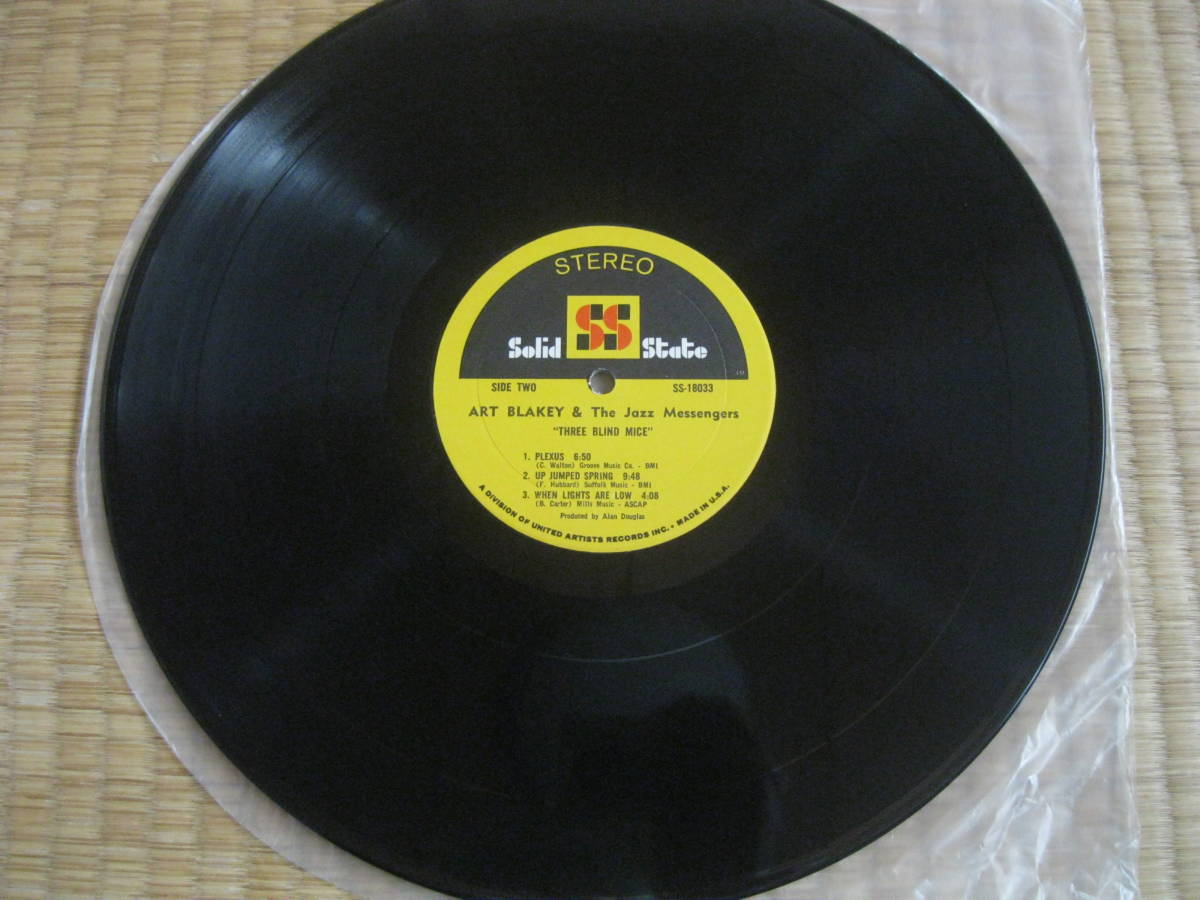 STEREO
Solid SS State
SIDE TWO SS-18033
ART BLAKEY & The Jazz Messengers
"THREE BLIND MICE"
1. PLEXUS 6:50
(C. Walton) Groove Music Co. - BMI
2. UP JUMPED SPRING 9:48
(F. Hubbard) Suffolk Music - BMI
3. WHEN LIGHTS ARE LOW 4:08
(B. Carter) Mills Music - ASCAP
Produced by Alan Douglas
A DIVISION OF UNITED ARTISTS RECORDS INC. • MADE IN U.S.A.